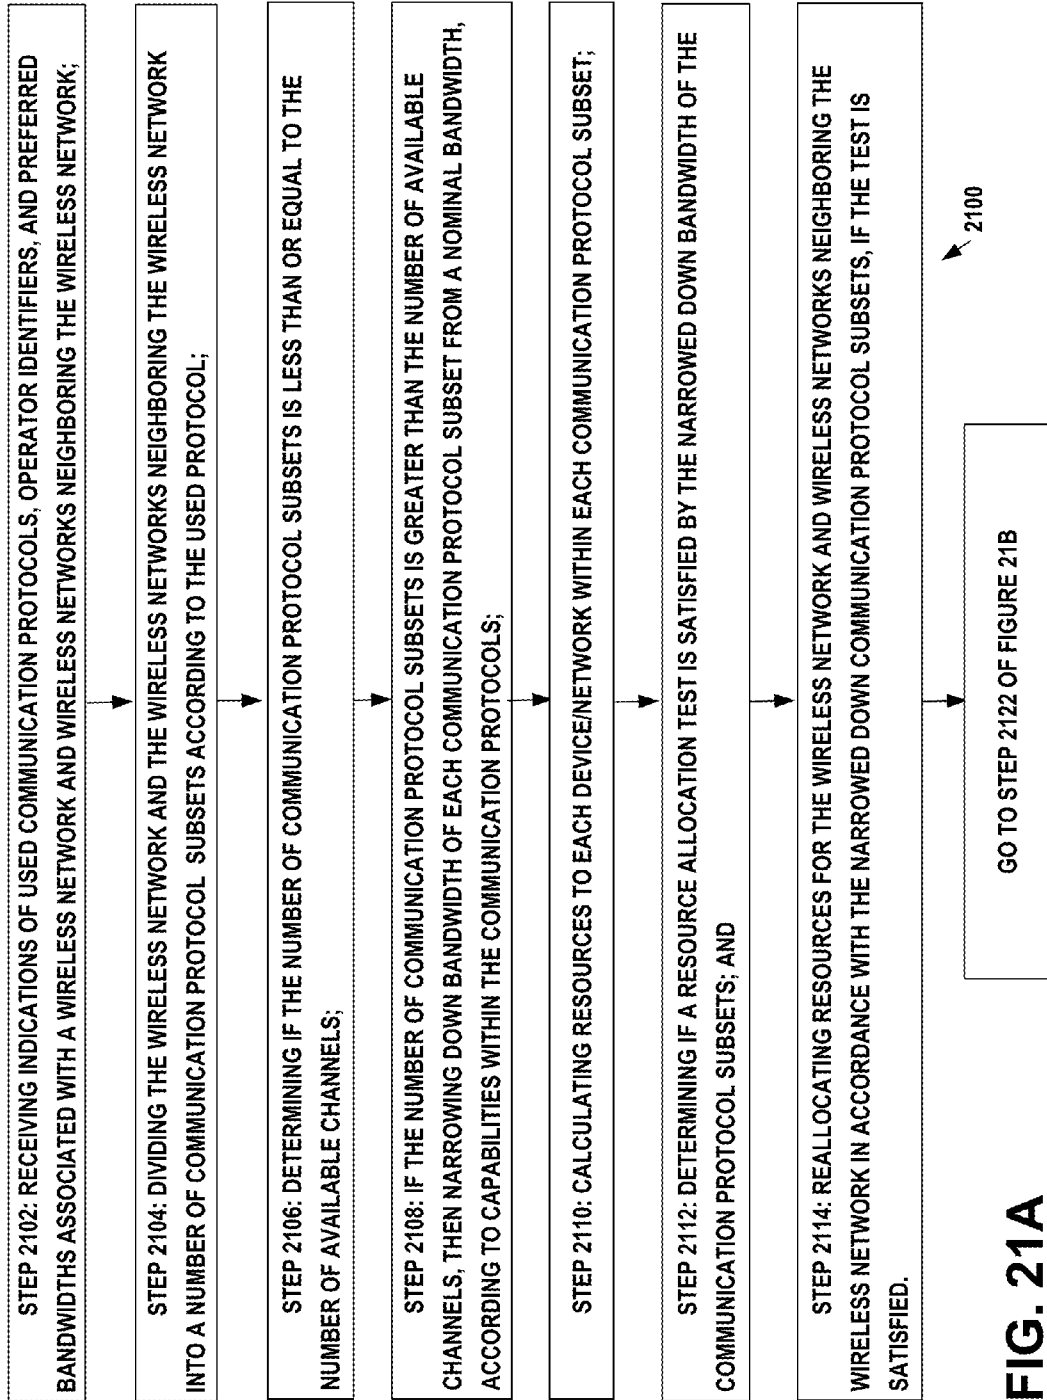 STEP 2102: RECEIVING INDICATIONS OF USED COMMUNICATION PROTOCOLS, OPERATOR IDENTIFIERS, AND PREFERRED
BANDWIDTHS ASSOCIATED WITH A WIRELESS NETWORK AND WIRELESS NETWORKS NEIGHBORING THE WIRELESS NETWORK;
STEP 2104: DIVIDING THE WIRELESS NETWORK AND THE WIRELESS NETWORKS NEIGHBORING THE WIRELESS NETWORK
INTO A NUMBER OF COMMUNICATION PROTOCOL SUBSETS ACCORDING TO THE USED PROTOCOL;
STEP 2106: DETERMINING IF THE NUMBER OF COMMUNICATION PROTOCOL SUBSETS IS LESS THAN OR EQUAL TO THE
NUMBER OF AVAILABLE CHANNELS;
STEP 2108: IF THE NUMBER OF COMMUNICATION PROTOCOL SUBSETS IS GREATER THAN THE NUMBER OF AVAILABLE
CHANNELS, THEN NARROWING DOWN BANDWIDTH OF EACH COMMUNICATION PROTOCOL SUBSET FROM A NOMINAL BANDWIDTH,
ACCORDING TO CAPABILITIES WITHIN THE COMMUNICATION PROTOCOLS;
STEP 2110: CALCULATING RESOURCES TO EACH DEVICE/NETWORK WITHIN EACH COMMUNICATION PROTOCOL SUBSET;
STEP 2112: DETERMINING IF A RESOURCE ALLOCATION TEST IS SATISFIED BY THE NARROWED DOWN BANDWIDTH OF THE
COMMUNICATION PROTOCOL SUBSETS; AND
STEP 2114: REALLOCATING RESOURCES FOR THE WIRELESS NETWORK AND WIRELESS NETWORKS NEIGHBORING THE
WIRELESS NETWORK IN ACCORDANCE WITH THE NARROWED DOWN COMMUNICATION PROTOCOL SUBSETS, IF THE TEST IS
SATISFIED.
2100
GO TO STEP 2122 OF FIGURE 21B
FIG. 21A